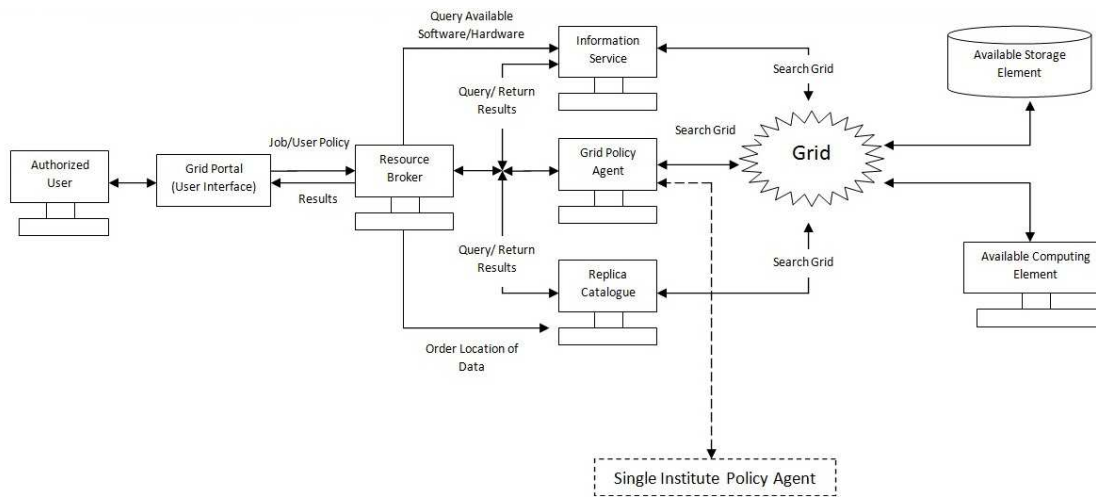 Query Available
Software/Hardware
Information
Service
Search Grid
Available Storage
Element
Query/ Return
Results
Job/User Policy
Search Grid
Authorized
User
Grid Portal
(User Interface)
Results
Resource
Broker
Grid Policy
Agent
Grid
Query/ Return
Results
Search Grid
Replica
Catalogue
Available Computing
Element
Order Location of
Data
Single Institute Policy Agent